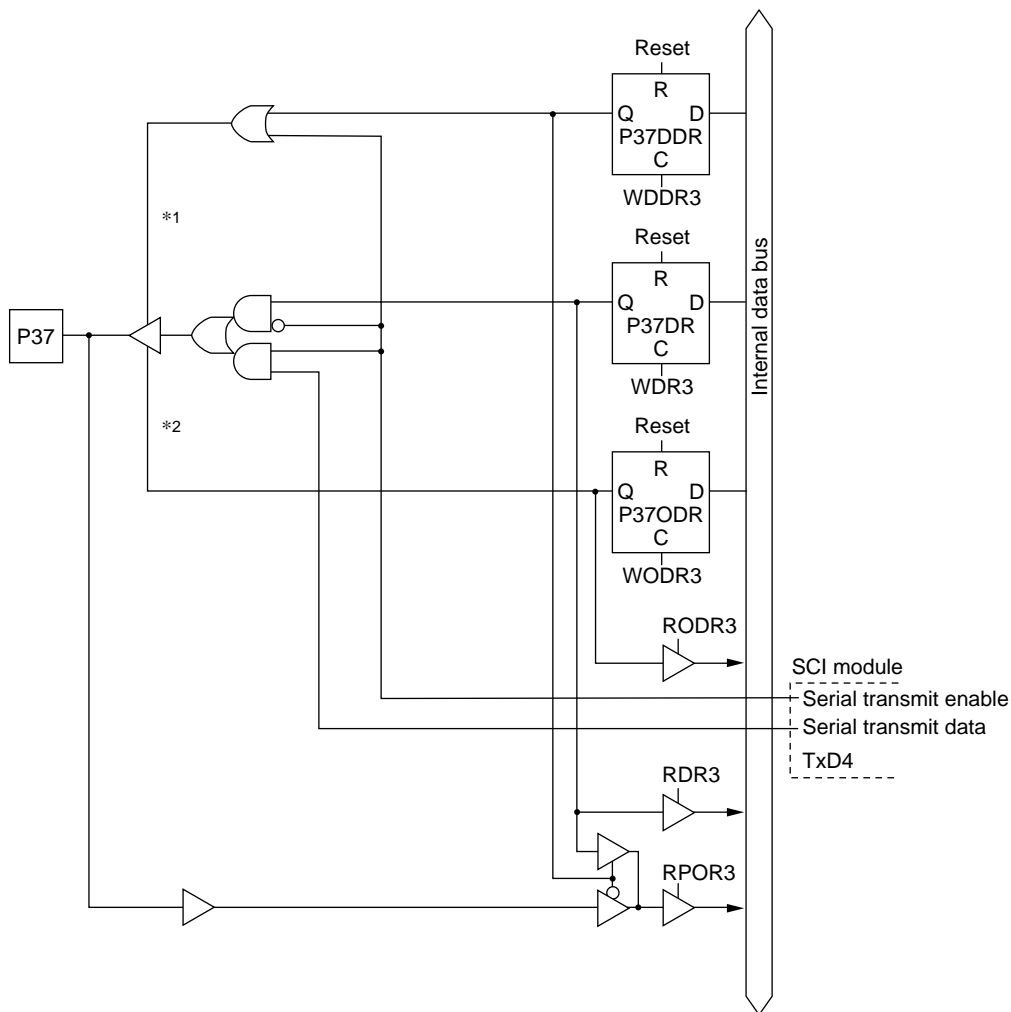 Reset
R
Q D
P37DDR
C
WDDR3
*1
Reset
R
Q D
P37DR
C
WDR3
Internal data bus
P37
*2
Reset
R
Q D
P37ODR
C
WODR3
RODR3
SCI module
Serial transmit enable
Serial transmit data
TxD4
RDR3
RPOR3